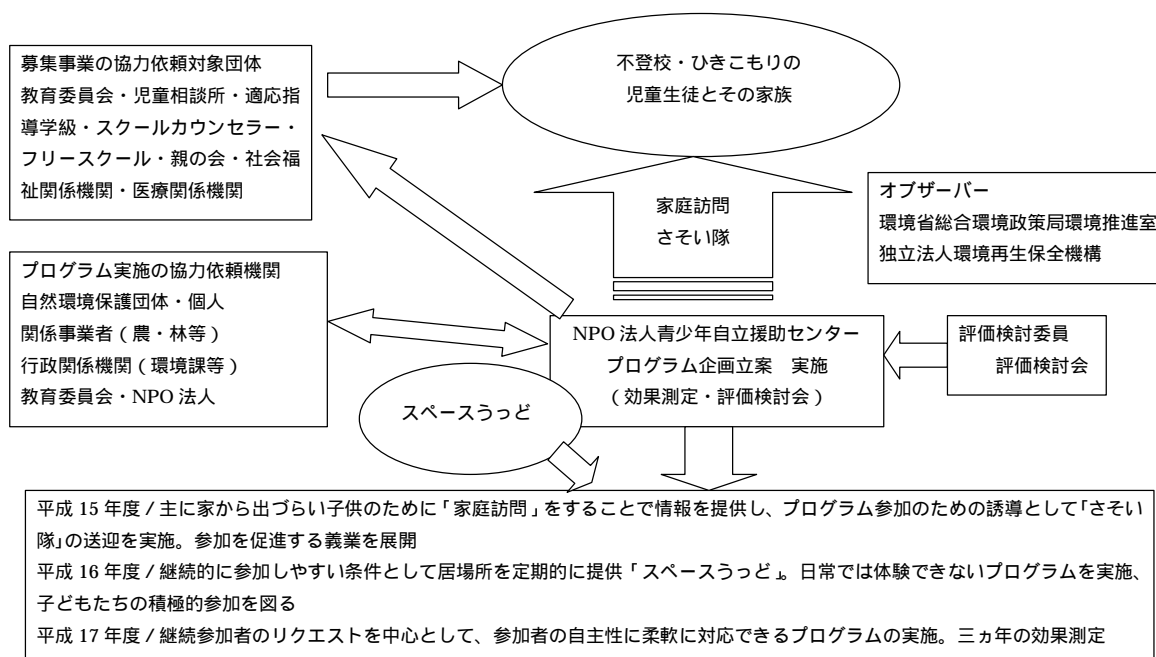 募集事業の協力依頼対象団体
教育委員会・児童相談所・適応指
導学級・スクールカウンセラー・
フリースクール・親の会・社会福
祉関係機関・医療関係機関
不登校・ひきこもりの
児童生徒とその家族
家庭訪問
さそい隊
オブザーバー
環境省総合環境政策局環境推進室
独立法人環境再生保全機構
プログラム実施の協力依頼機関
自然環境保護団体・個人
関係事業者(農・林等)
行政関係機関(環境課等)
教育委員会・NPO 法人
NPO 法人青少年自立援助センター
プログラム企画立案 実施
(効果測定・評価検討会)
評価検討委員
評価検討会
スペースうっど
平成 15 年度 / 主に家から出づらい子供のために「家庭訪問」をすることで情報を提供し、プログラム参加のための誘導として「さそい
隊」の送迎を実施。参加を促進する義業を展開
平成 16 年度 / 継続的に参加しやすい条件として居場所を定期的に提供「スペースうっど」。日常では体験できないプログラムを実施、
子どもたちの積極的参加を図る
平成 17 年度 / 継続参加者のリクエストを中心として、参加者の自主性に柔軟に対応できるプログラムの実施。三ヵ年の効果測定